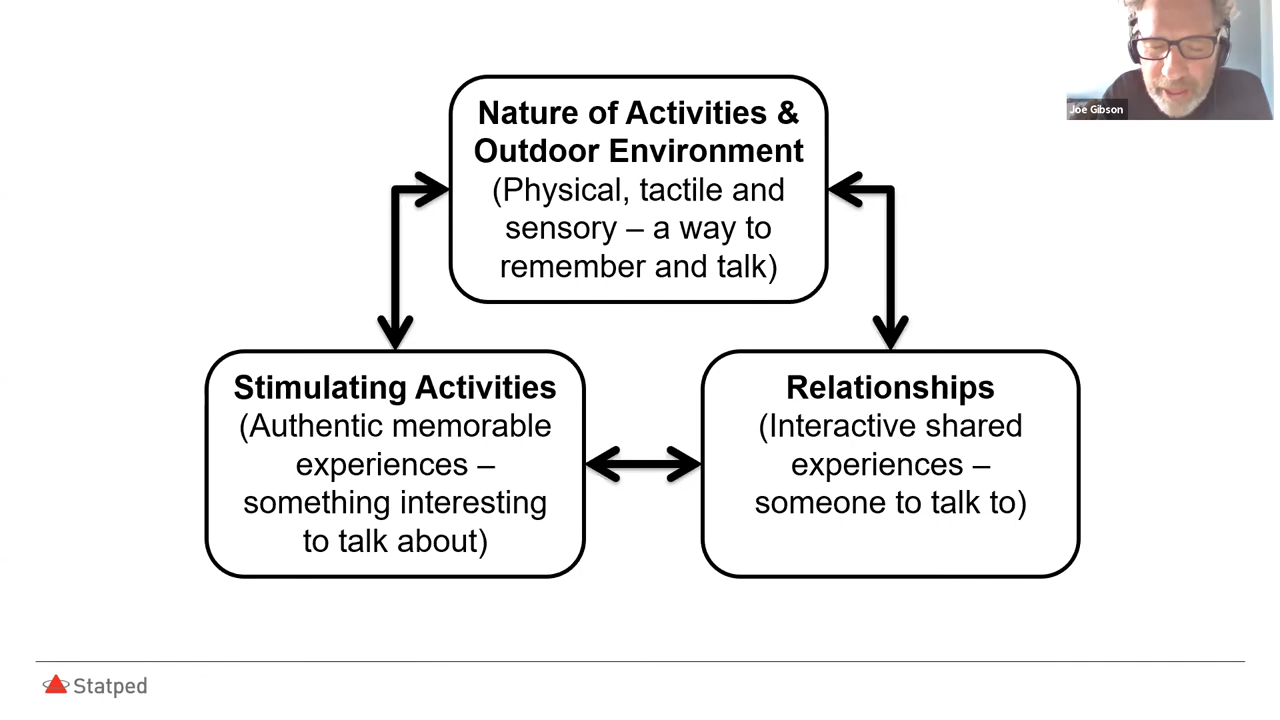 Joe Gibson
Nature of Activities &
Outdoor Environment
(Physical, tactile and
sensory – a way to
remember and talk)
Stimulating Activities
(Authentic memorable
experiences –
something interesting
to talk about)
Relationships
(Interactive shared
experiences –
someone to talk to)
Statped